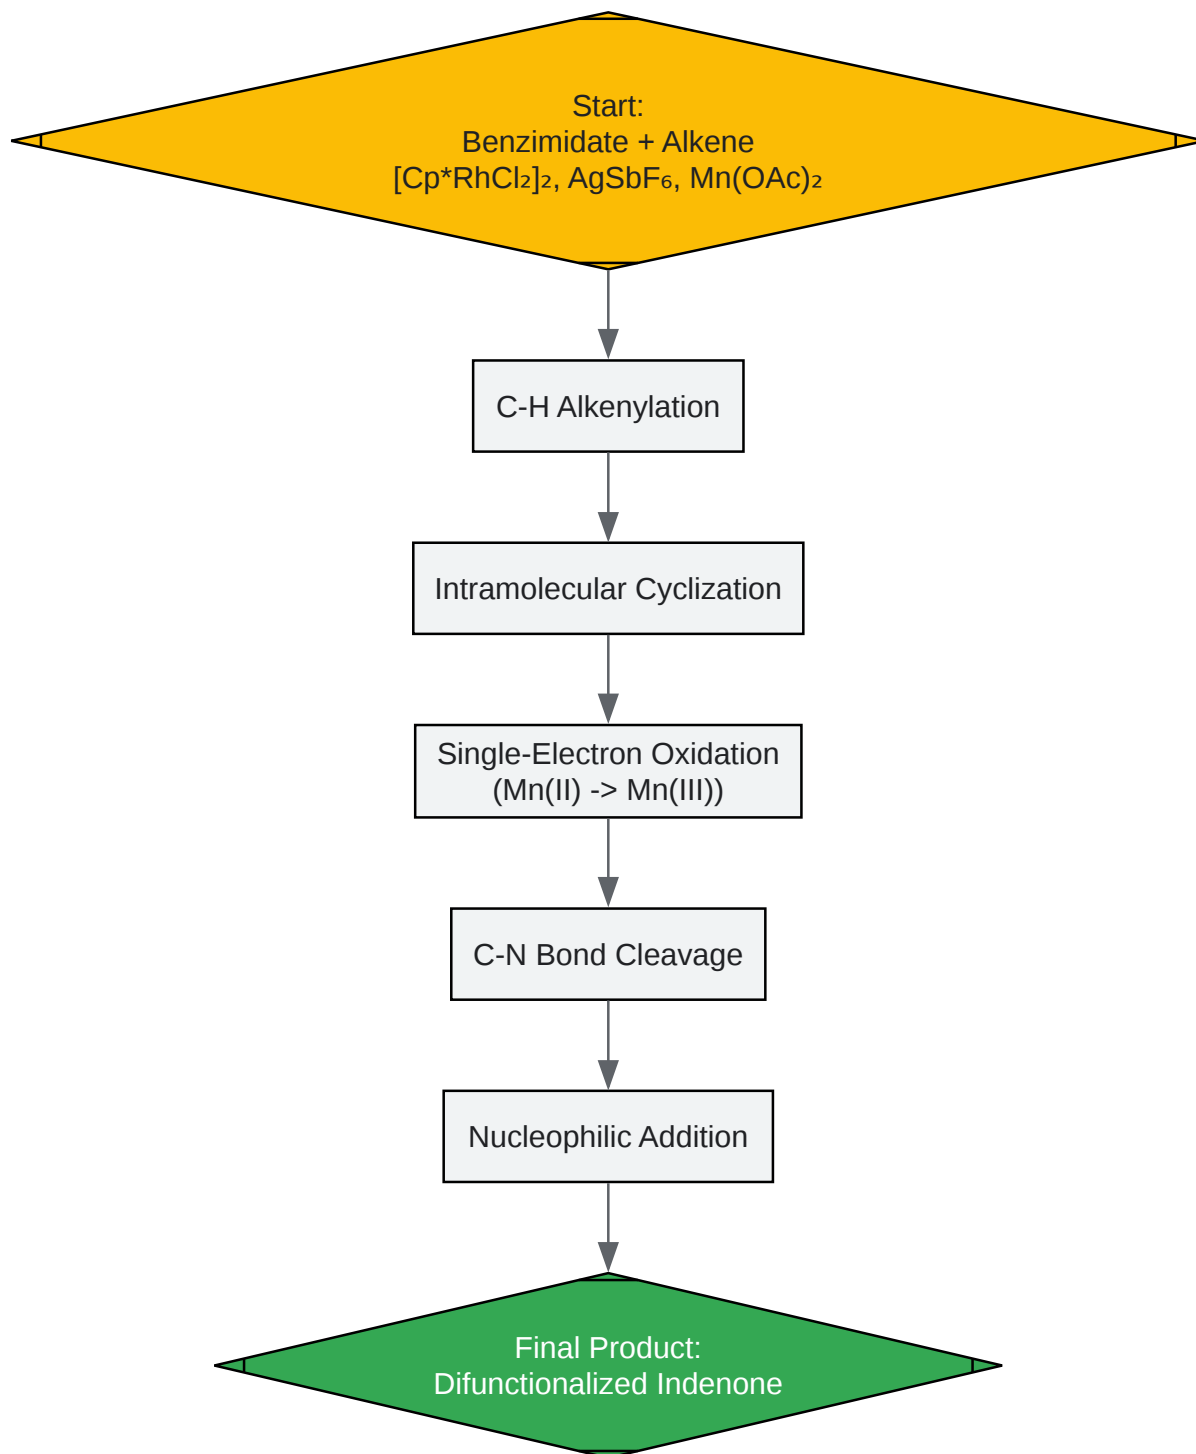 Start:
Benzimidate + Alkene
[Cp*RhCl₂]₂, AgSbF₆, Mn(OAc)₂
C-H Alkenylation
Intramolecular Cyclization
Single-Electron Oxidation
(Mn(II) -> Mn(III))
C-N Bond Cleavage
Nucleophilic Addition
Final Product:
Difunctionalized Indenone